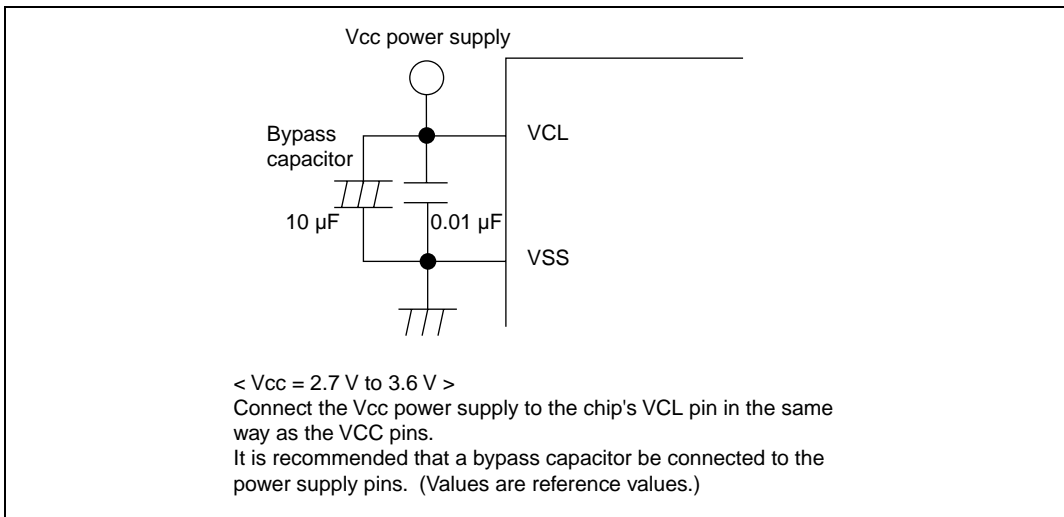 Vcc power supply
Bypass
capacitor
VCL
10 µF
0.01 µF
VSS
< Vcc = 2.7 V to 3.6 V >
Connect the Vcc power supply to the chip's VCL pin in the same
way as the VCC pins.
It is recommended that a bypass capacitor be connected to the
power supply pins.  (Values are reference values.)